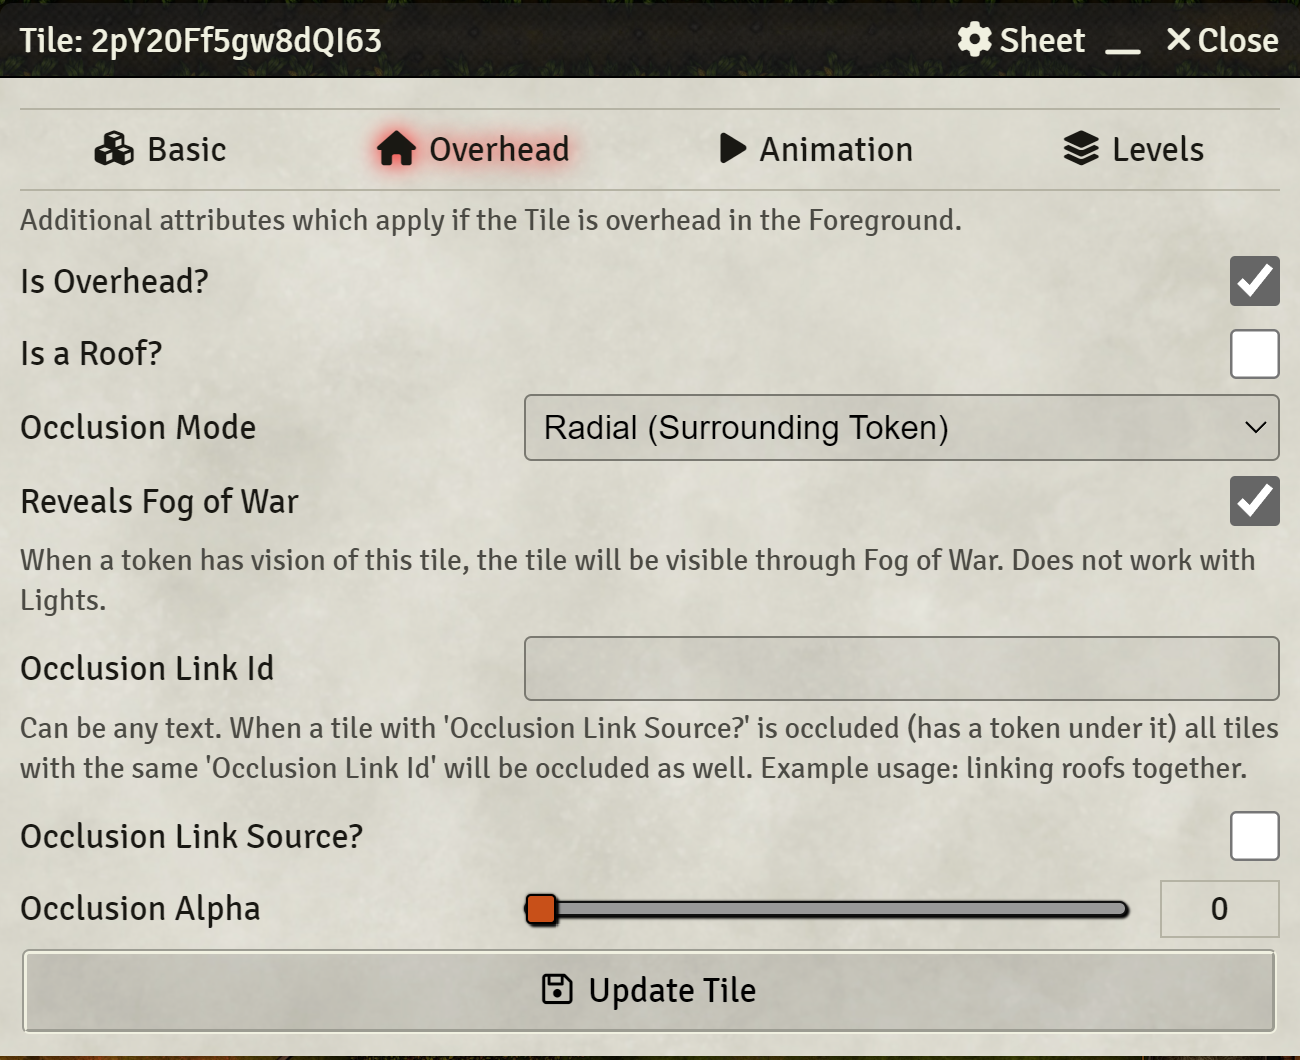 Tile: 2pY20Ff5gw8dQI63 Sheet Close
Basic Overhead Animation Levels
Additional attributes which apply if the Tile is overhead in the Foreground.
Is Overhead?
Is a Roof?
Occlusion Mode Radial (Surrounding Token)
Reveals Fog of War
When a token has vision of this tile, the tile will be visible through Fog of War. Does not work with
Lights.
Occlusion Link Id
Can be any text. When a tile with 'Occlusion Link Source?' is occluded (has a token under it) all tiles
with the same 'Occlusion Link Id' will be occluded as well. Example usage: linking roofs together.
Occlusion Link Source?
Occlusion Alpha 0
Update Tile